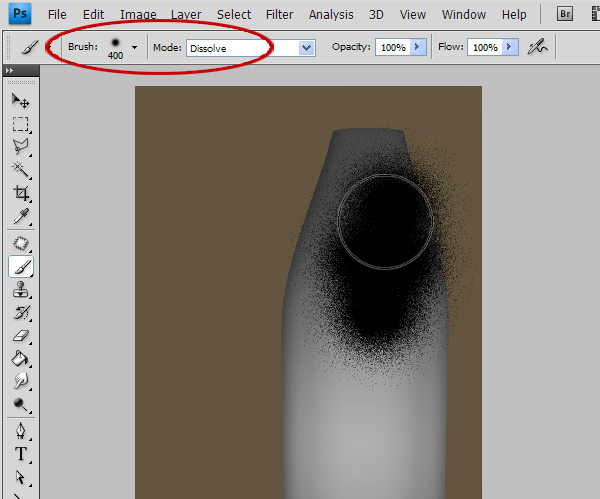 Ps File Edit Image Layer Select Filter Analysis 3D View Window Help Br
Brush: 400 Mode: Dissolve Opacity: 100% Flow: 100%
T